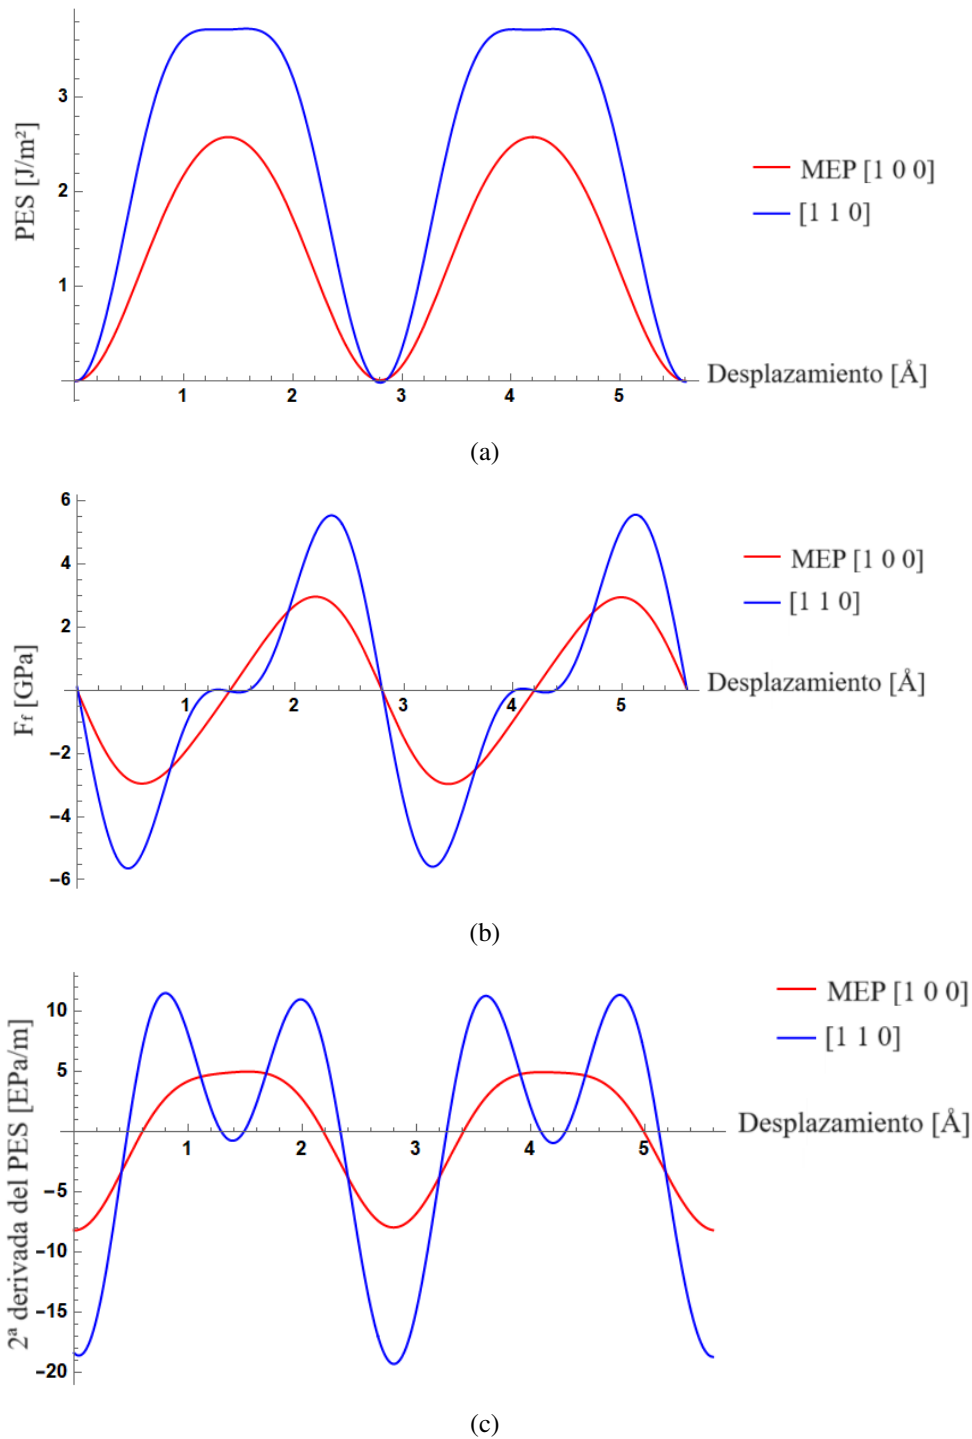 PES [J/m²]
3
2
1
1 2 3 4 5
Desplazamiento [Å]
MEP [1 0 0]
[1 1 0]
(a)
Ff [GPa]
6
4
2
−2
−4
−6
1 2 3 4 5
Desplazamiento [Å]
MEP [1 0 0]
[1 1 0]
(b)
2ª derivada del PES [EPa/m]
10
5
−5
−10
−15
−20
1 2 3 4 5
Desplazamiento [Å]
MEP [1 0 0]
[1 1 0]
(c)